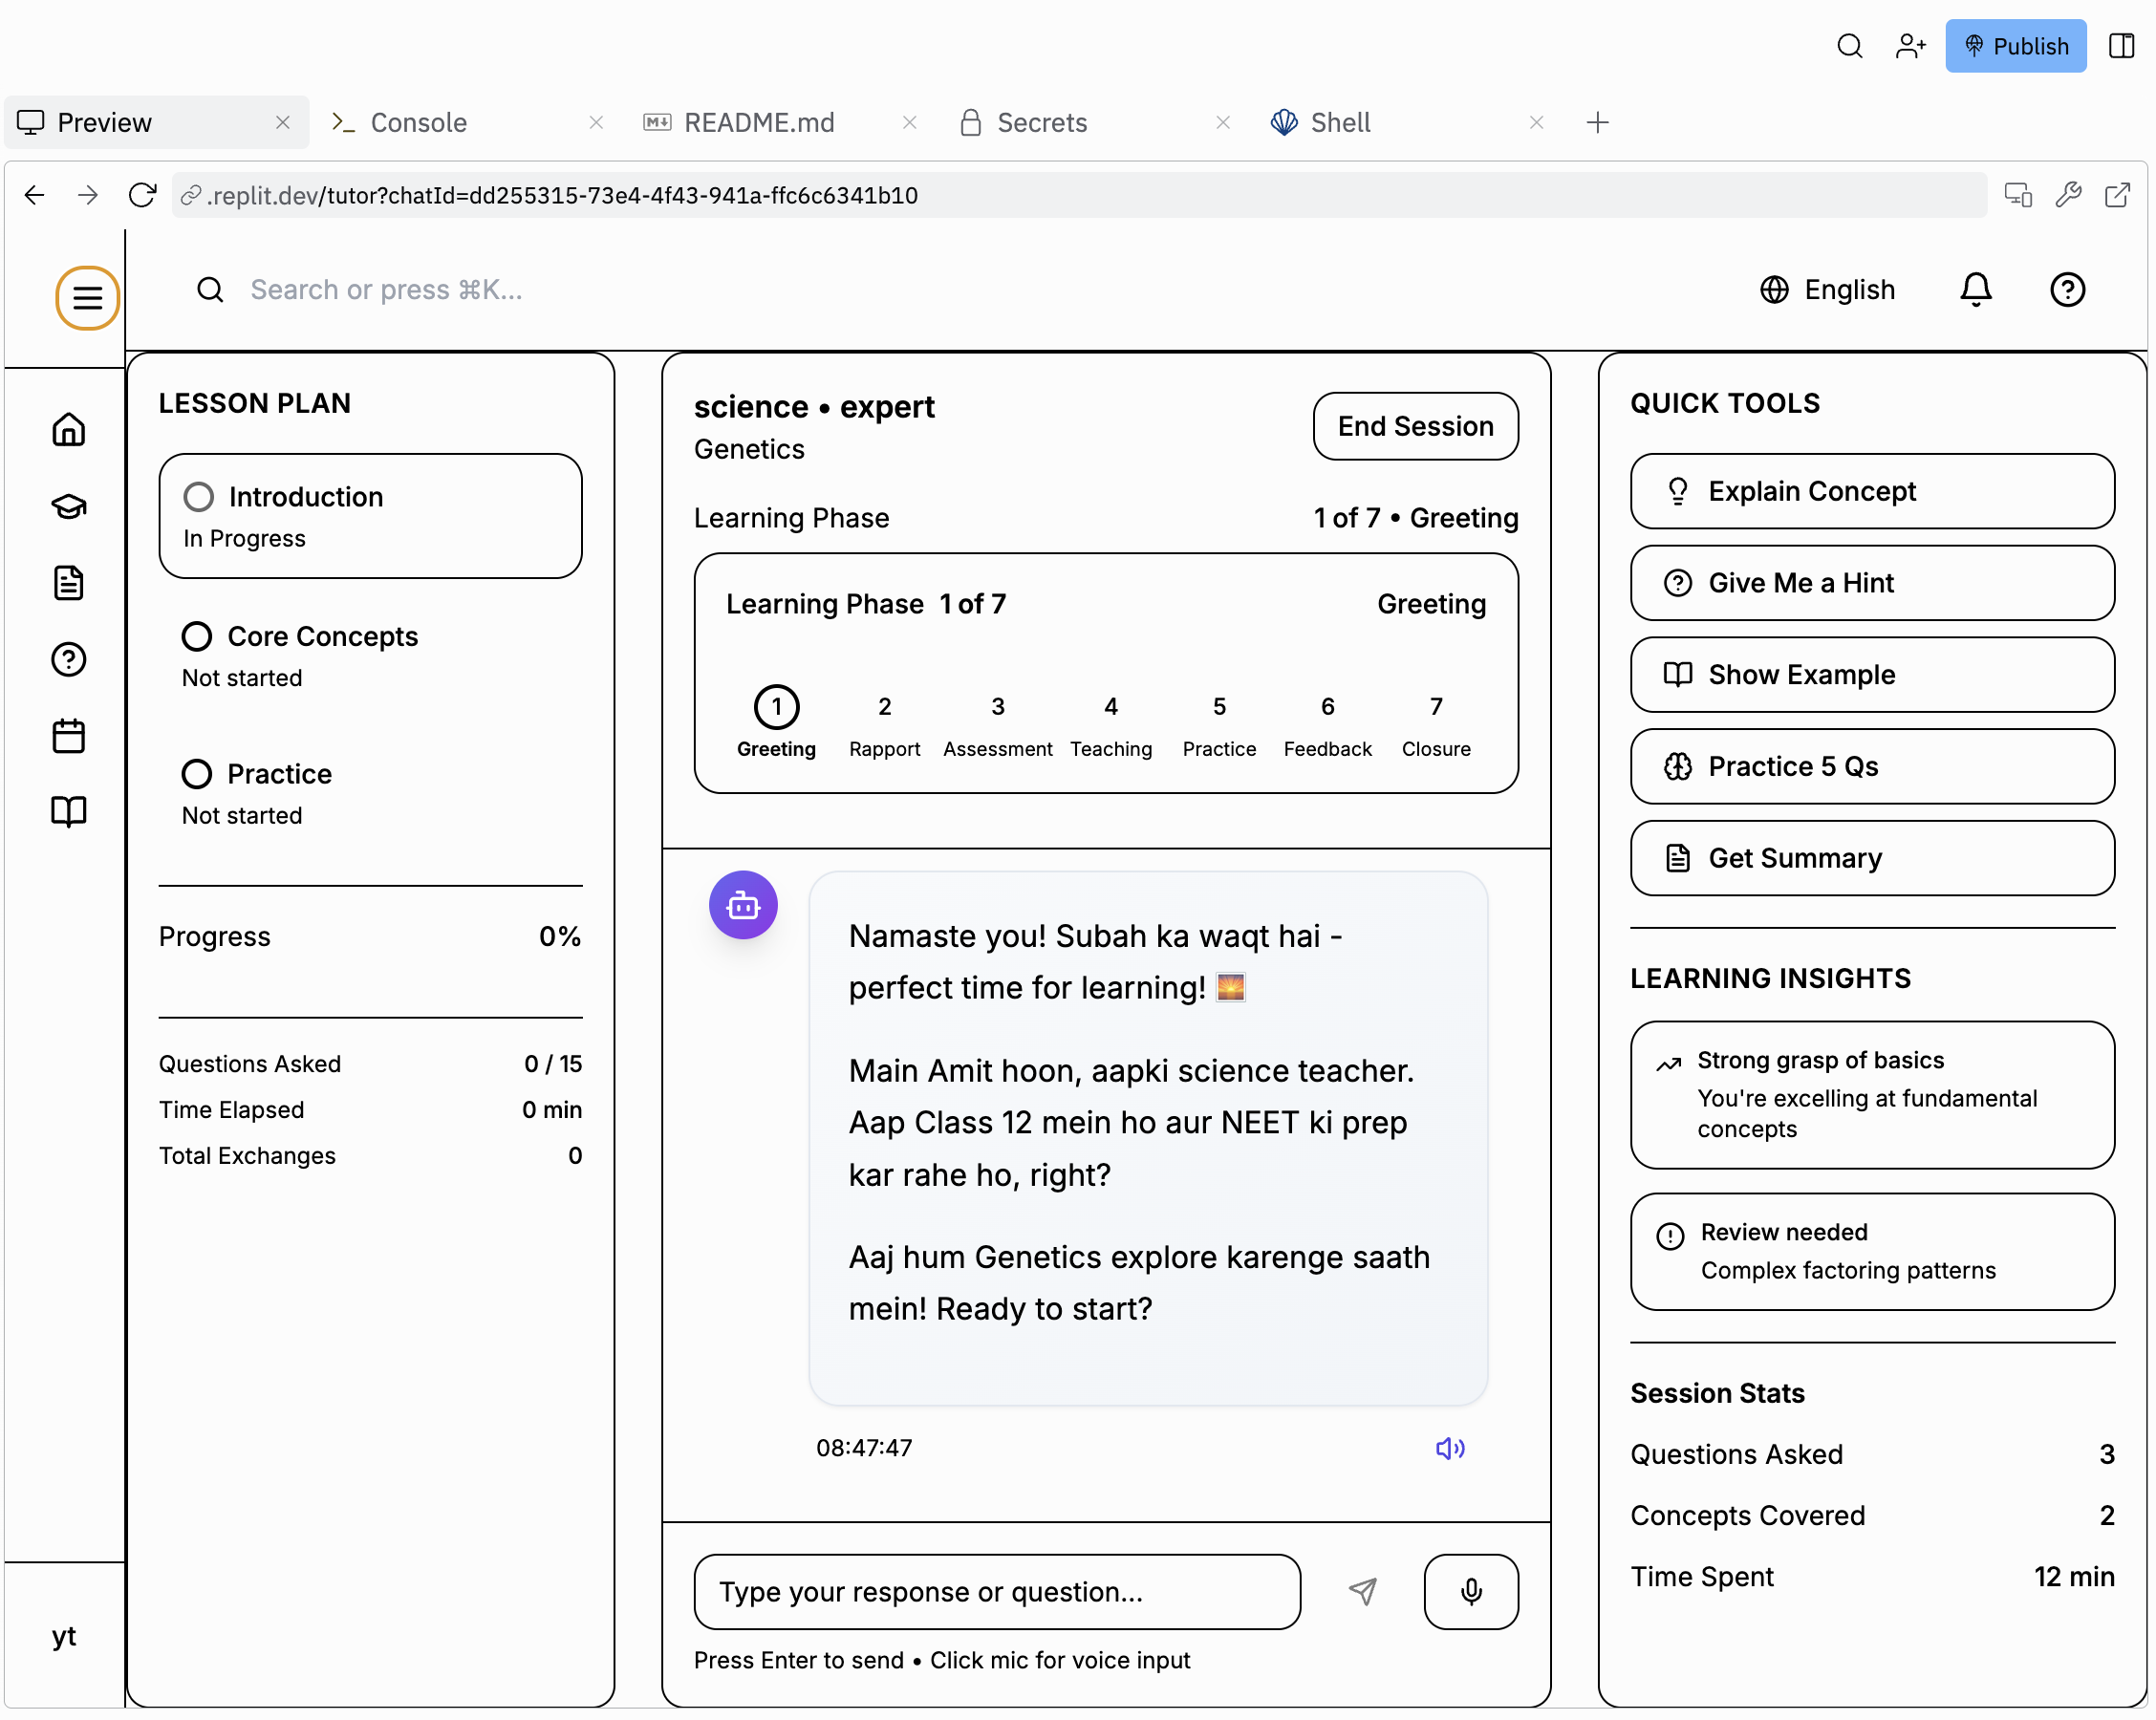 Publish
Preview
Console
README.md
Secrets
Shell
.replit.dev/tutor?chatId=dd255315-73e4-4f43-941a-ffc6c6341b10
Search or press ⌘K...
English
LESSON PLAN
Introduction
In Progress
Core Concepts
Not started
Practice
Not started
Progress 0%
Questions Asked 0 / 15
Time Elapsed 0 min
Total Exchanges 0
yt
science • expert
Genetics
End Session
Learning Phase 1 of 7 • Greeting
Learning Phase 1 of 7 Greeting
1 2 3 4 5 6 7
Greeting Rapport Assessment Teaching Practice Feedback Closure
Namaste you! Subah ka waqt hai -
perfect time for learning! 🌅
Main Amit hoon, aapki science teacher.
Aap Class 12 mein ho aur NEET ki prep
kar rahe ho, right?
Aaj hum Genetics explore karenge saath
mein! Ready to start?
08:47:47
Type your response or question...
Press Enter to send • Click mic for voice input
QUICK TOOLS
Explain Concept
Give Me a Hint
Show Example
Practice 5 Qs
Get Summary
LEARNING INSIGHTS
Strong grasp of basics
You're excelling at fundamental
concepts
Review needed
Complex factoring patterns
Session Stats
Questions Asked 3
Concepts Covered 2
Time Spent 12 min